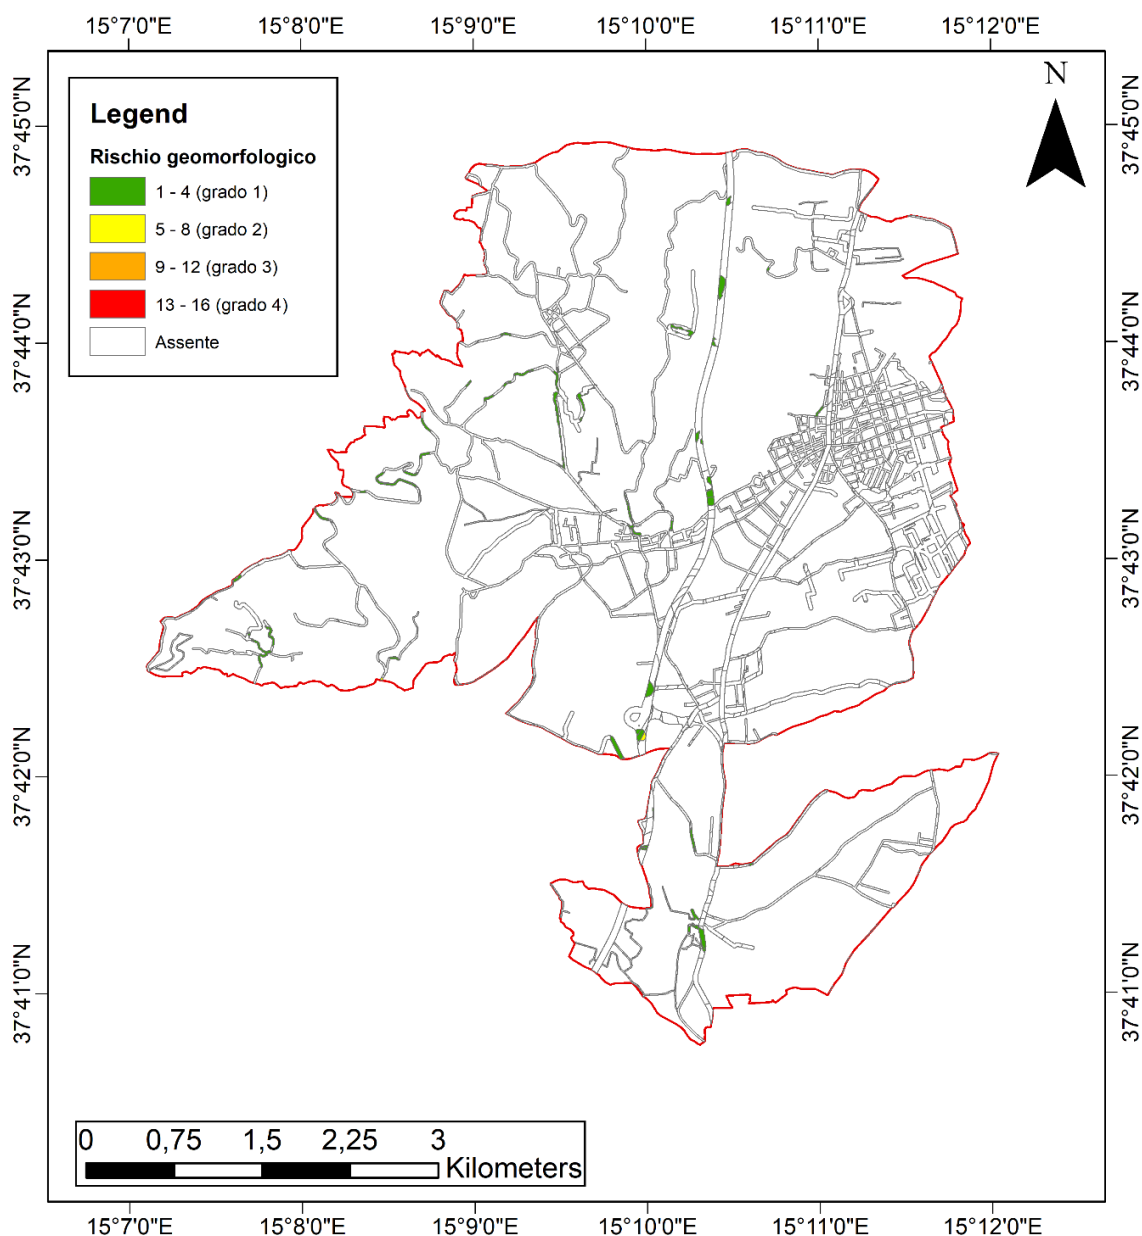 15°7'0"E 15°8'0"E 15°9'0"E 15°10'0"E 15°11'0"E 15°12'0"E
N
Legend
Rischio geomorfologico
1 - 4 (grado 1)
5 - 8 (grado 2)
9 - 12 (grado 3)
13 - 16 (grado 4)
Assente
37°45'0"N
37°44'0"N
37°43'0"N
37°42'0"N
37°41'0"N
37°45'0"N
37°44'0"N
37°43'0"N
37°42'0"N
37°41'0"N
0 0,75 1,5 2,25 3
Kilometers
15°7'0"E 15°8'0"E 15°9'0"E 15°10'0"E 15°11'0"E 15°12'0"E